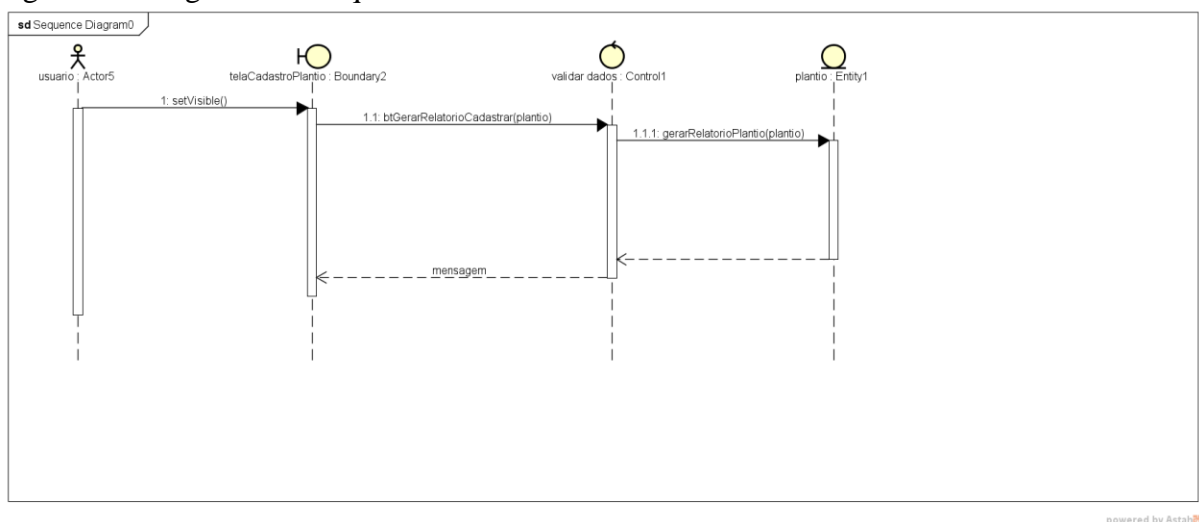 sd Sequence Diagram0
usuario : Actor5
telaCadastroPlantio : Boundary2
validar dados : Control1
plantio : Entity1
1: setVisible()
1.1: btGerarRelatorioCadastrar(plantio)
1.1.1: gerarRelatorioPlantio(plantio)
mensagem
powered by Astah